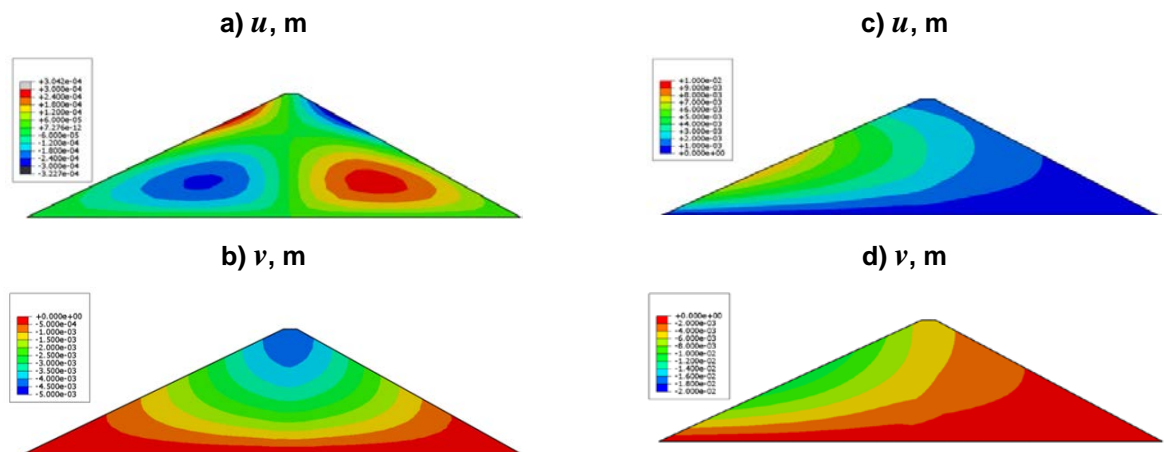 a) u, m
+3.042e-04
+3.000e-04
+2.400e-04
+1.800e-04
+1.200e-04
+6.000e-05
+7.276e-12
-6.000e-05
-1.200e-04
-1.800e-04
-2.400e-04
-3.000e-04
-3.227e-04
b) v, m
+0.000e+00
-5.000e-04
-1.000e-03
-1.500e-03
-2.000e-03
-2.500e-03
-3.000e-03
-3.500e-03
-4.000e-03
-4.500e-03
-5.000e-03
c) u, m
+1.000e-02
+9.000e-03
+8.000e-03
+7.000e-03
+6.000e-03
+5.000e-03
+4.000e-03
+3.000e-03
+2.000e-03
+1.000e-03
+0.000e+00
d) v, m
+0.000e+00
-2.000e-03
-4.000e-03
-6.000e-03
-8.000e-03
-1.000e-02
-1.200e-02
-1.400e-02
-1.600e-02
-1.800e-02
-2.000e-02